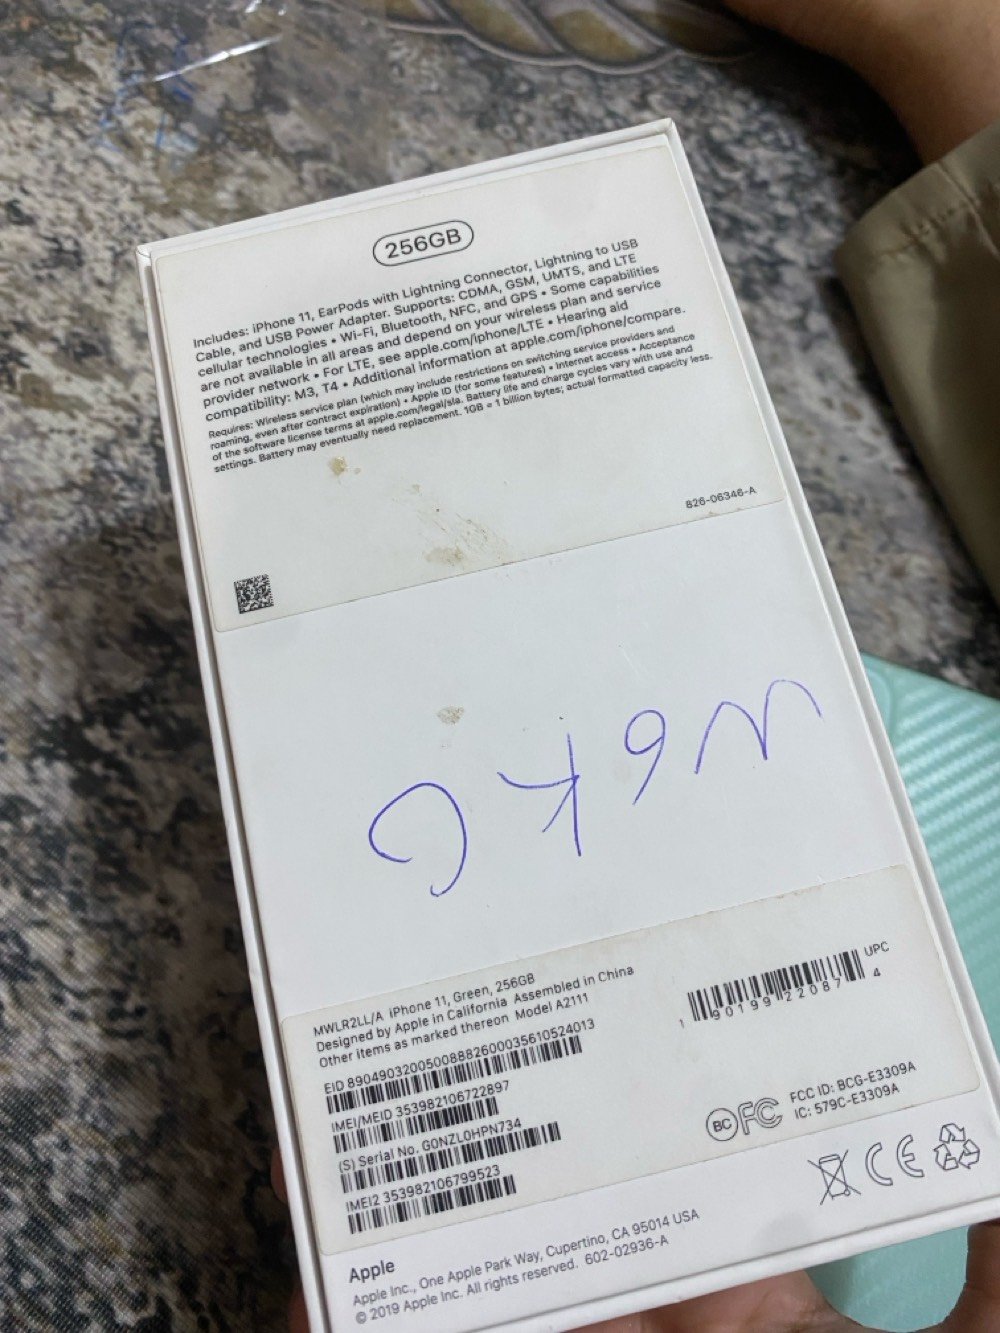 256GB
Includes: iPhone 11, EarPods with Lightning Connector, Lightning to USB
Cable, and USB Power Adapter. Supports: CDMA, GSM, UMTS, and LTE
cellular technologies • Wi-Fi, Bluetooth, NFC, and GPS • Some capabilities
are not available in all areas and depend on your wireless plan and service
provider network • For LTE, see apple.com/iphone/LTE • Hearing aid
compatibility: M3, T4 • Additional information at apple.com/iphone/compare.
Requires: Wireless service plan (which may include restrictions on switching service providers and
roaming, even after contract expiration) • Apple ID (for some features) • Internet access • Acceptance
of the software license terms at apple.com/legal/sla. Battery life and charge cycles vary with use and
settings. Battery may eventually need replacement. 1GB = 1 billion bytes; actual formatted capacity less.
826-06346-A
MWLR2LL/A iPhone 11, Green, 256GB
Designed by Apple in California Assembled in China
Other items as marked thereon Model A2111
EID 89049032005008882600035610524013
IMEI/MEID 353982106722897
(S) Serial No. G0NZL0HPN734
IMEI2 353982106799523
UPC
1 90199 22087 4
FCC ID: BCG-E3309A
IC: 579C-E3309A
BC FC CE
Apple
Apple Inc., One Apple Park Way, Cupertino, CA 95014 USA
© 2019 Apple Inc. All rights reserved. 602-02936-A